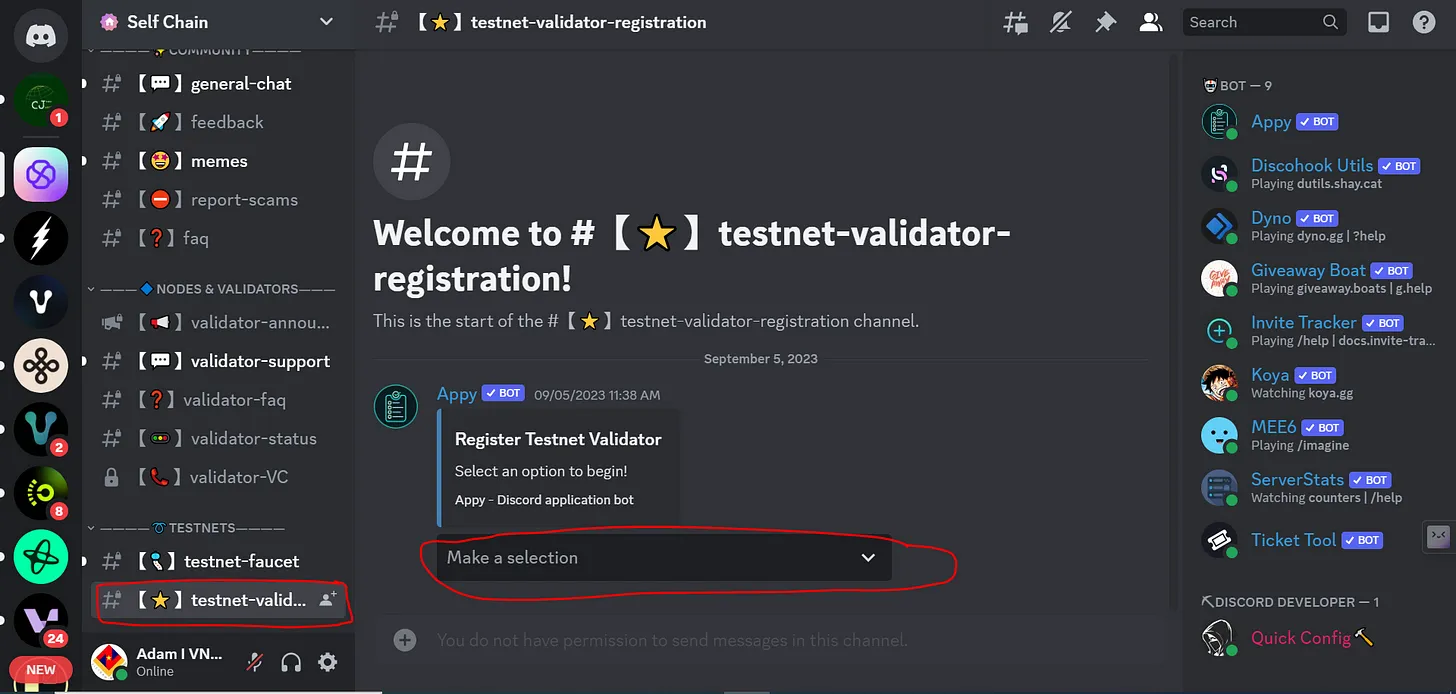 Self Chain
COMMUNITY
【💬】general-chat
【🚀】feedback
【🤩】memes
【⛔】report-scams
【❓】faq
———🔷NODES & VALIDATORS———
【📢】validator-annou...
【💬】validator-support
【❓】validator-faq
【🚥】validator-status
【📞】validator-VC
————➰TESTNETS————
【🚰】testnet-faucet
【⭐】testnet-valid...
Adam I VN...
Online
CJ
1
2
8
24
NEW
【⭐】testnet-validator-registration
Search
Welcome to #【⭐】testnet-validator-
registration!
This is the start of the #【⭐】testnet-validator-registration channel.
September 5, 2023
Appy BOT 09/05/2023 11:38 AM
Register Testnet Validator
Select an option to begin!
Appy - Discord application bot
Make a selection
You do not have permission to send messages in this channel.
BOT — 9
Appy BOT
Discohook Utils BOT
Playing dutils.shay.cat
Dyno BOT
Playing dyno.gg | ?help
GIVE AWAY
Giveaway Boat BOT
Playing giveaway.boats | g.help
Invite Tracker BOT
Playing /help | docs.invite-tra...
Koya BOT
Watching koya.gg
MEE6 BOT
Playing /imagine
ServerStats BOT
Watching counters | /help
Ticket Tool BOT
⛏DISCORD DEVELOPER — 1
Quick Config🔨